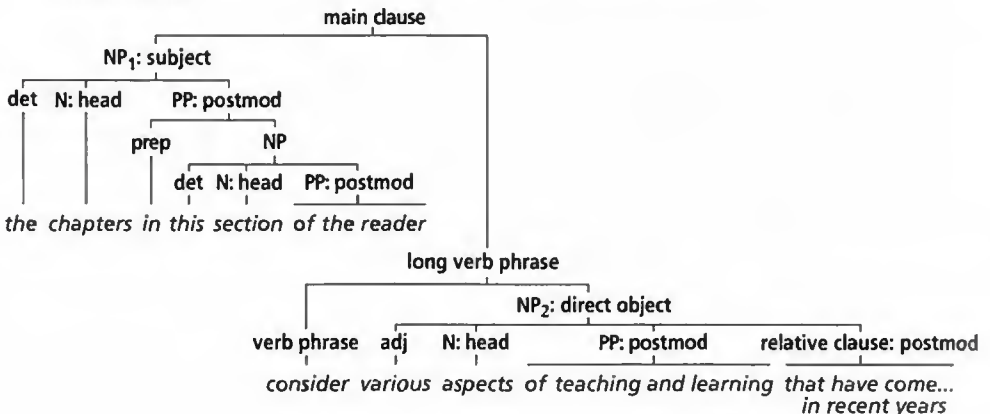 main clause
NP₁: subject
det N: head PP: postmod
prep NP
det N: head PP: postmod
the chapters in this section of the reader
long verb phrase
NP₂: direct object
verb phrase adj N: head PP: postmod relative clause: postmod
consider various aspects of teaching and learning that have come...
in recent years